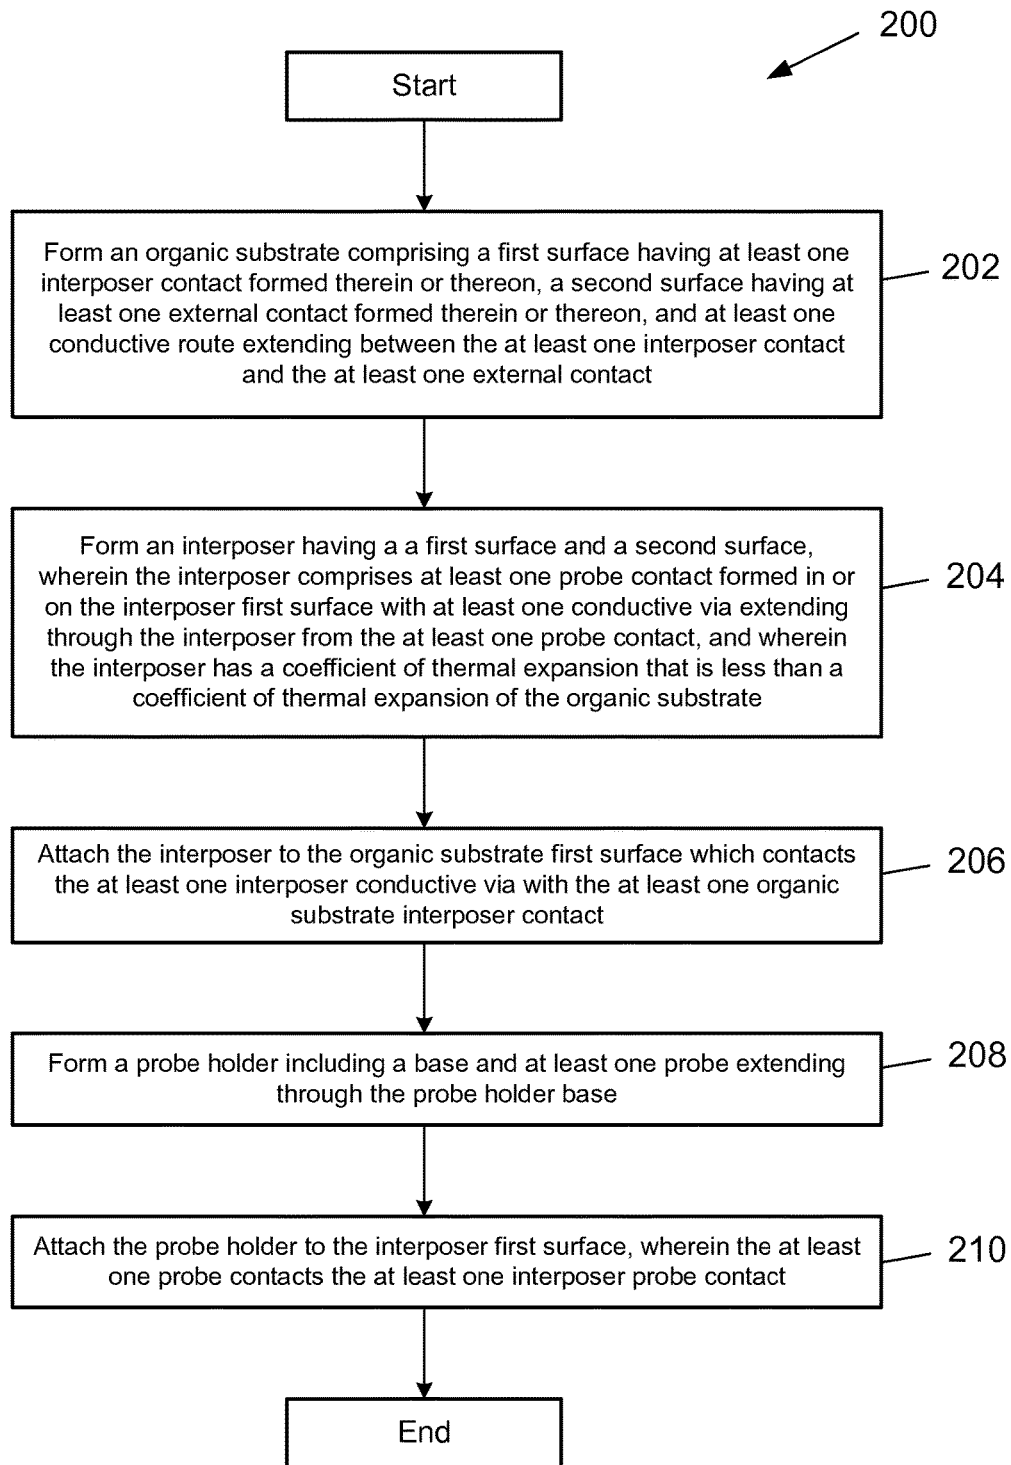 200
Start
Form an organic substrate comprising a first surface having at least one
interposer contact formed therein or thereon, a second surface having at
least one external contact formed therein or thereon, and at least one
conductive route extending between the at least one interposer contact
and the at least one external contact
202
Form an interposer having a a first surface and a second surface,
wherein the interposer comprises at least one probe contact formed in or
on the interposer first surface with at least one conductive via extending
through the interposer from the at least one probe contact, and wherein
the interposer has a coefficient of thermal expansion that is less than a
coefficient of thermal expansion of the organic substrate
204
Attach the interposer to the organic substrate first surface which contacts
the at least one interposer conductive via with the at least one organic
substrate interposer contact
206
Form a probe holder including a base and at least one probe extending
through the probe holder base
208
Attach the probe holder to the interposer first surface, wherein the at least
one probe contacts the at least one interposer probe contact
210
End